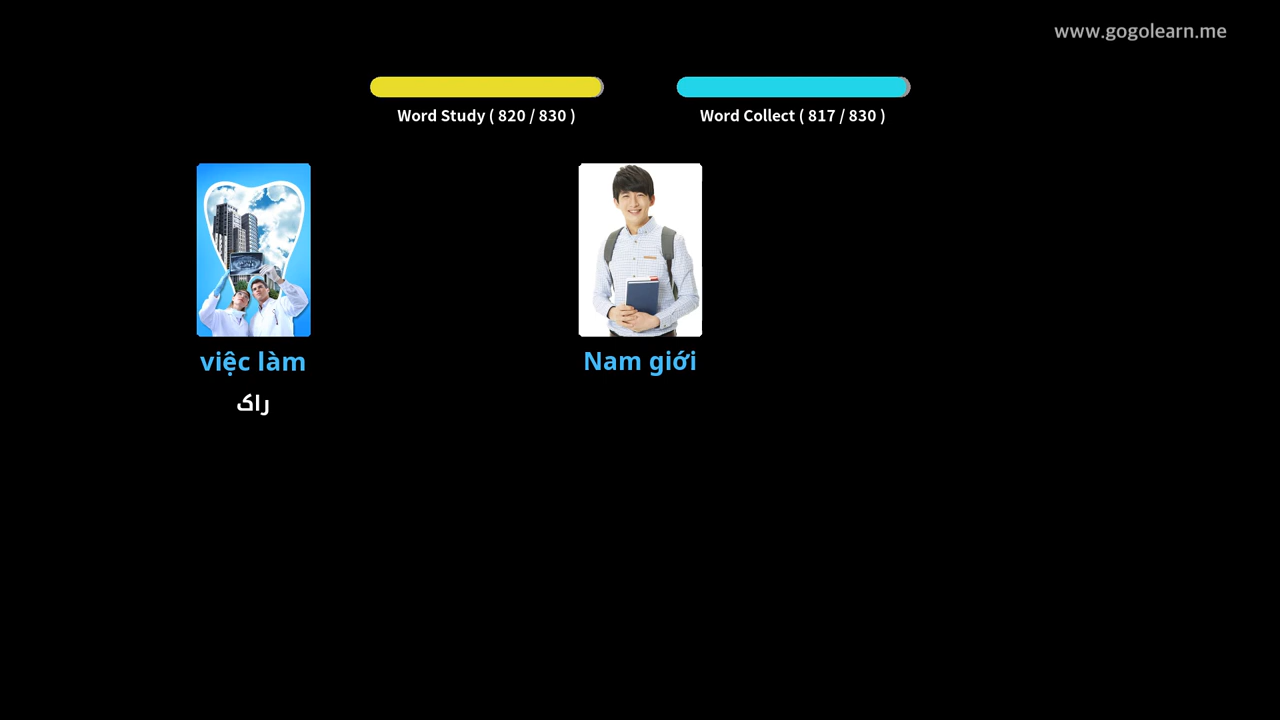 www.gogolearn.me
Word Study ( 820 / 830 )
Word Collect ( 817 / 830 )
việc làm
Nam giới
راک